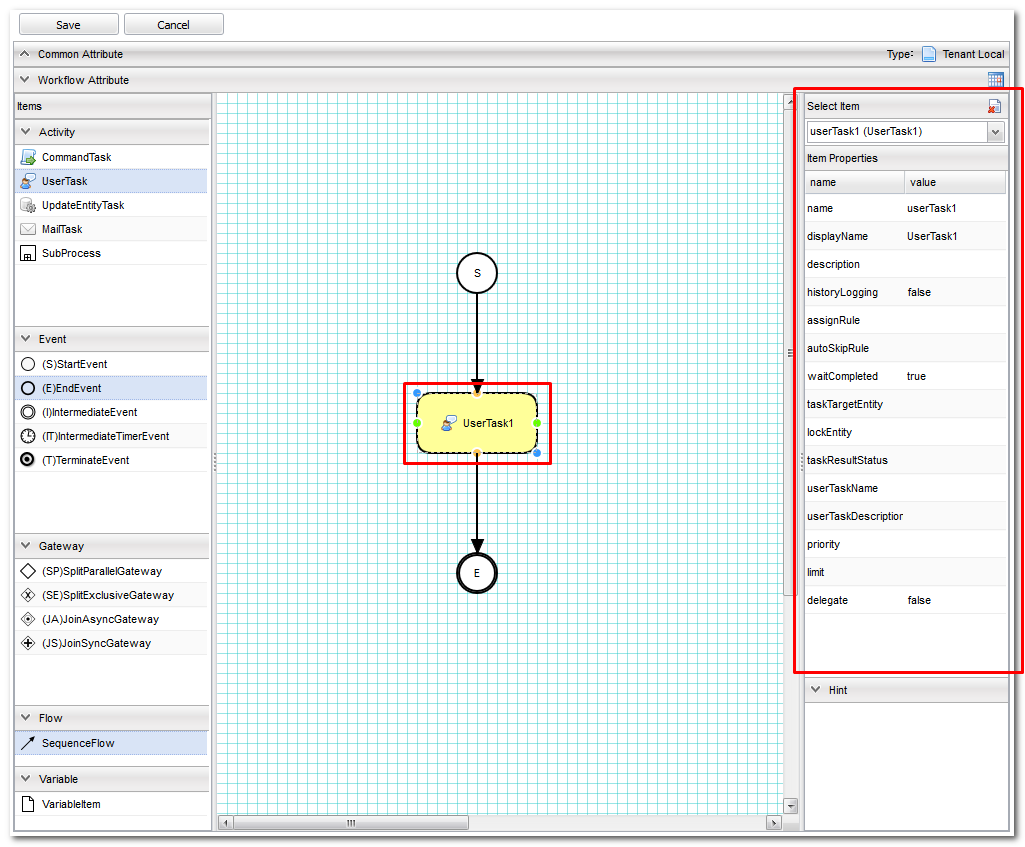 Save Cancel
Common Attribute Type: Tenant Local
Workflow Attribute
Items
Activity
CommandTask
UserTask
UpdateEntityTask
MailTask
SubProcess
Event
(S)StartEvent
(E)EndEvent
(I)IntermediateEvent
(IT)IntermediateTimerEvent
(T)TerminateEvent
Gateway
(SP)SplitParallelGateway
(SE)SplitExclusiveGateway
(JA)JoinAsyncGateway
(JS)JoinSyncGateway
Flow
SequenceFlow
Variable
VariableItem
S
UserTask1
E
Select Item
userTask1 (UserTask1)
Item Properties
name value
name userTask1
displayName UserTask1
description
historyLogging false
assignRule
autoSkipRule
waitCompleted true
taskTargetEntity
lockEntity
taskResultStatus
userTaskName
userTaskDescriptior
priority
limit
delegate false
Hint